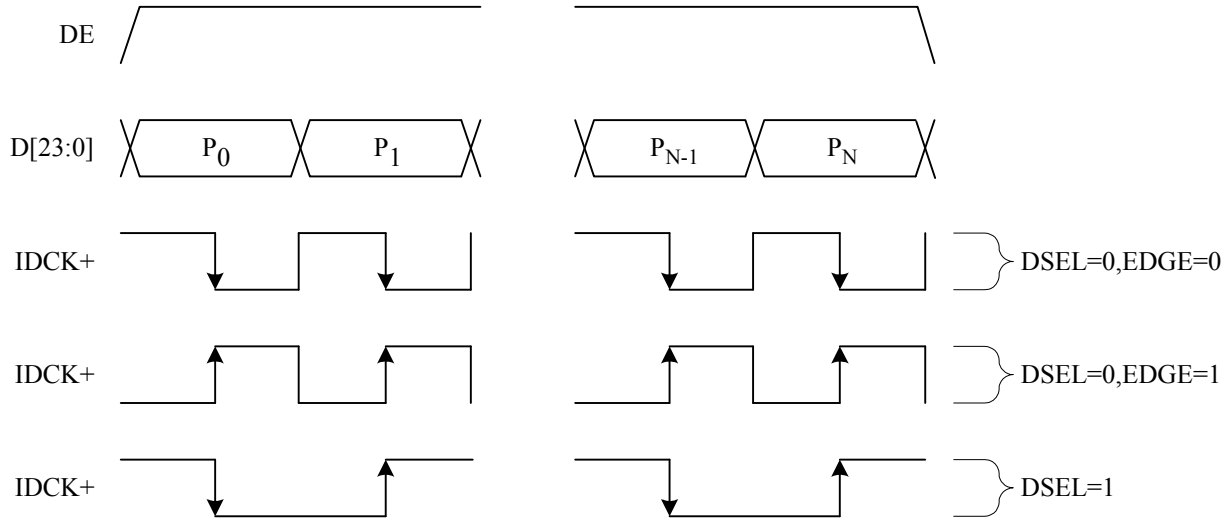 DE
D[23:0] P0 P1 PN-1 PN
IDCK+ DSEL=0,EDGE=0
IDCK+ DSEL=0,EDGE=1
IDCK+ DSEL=1